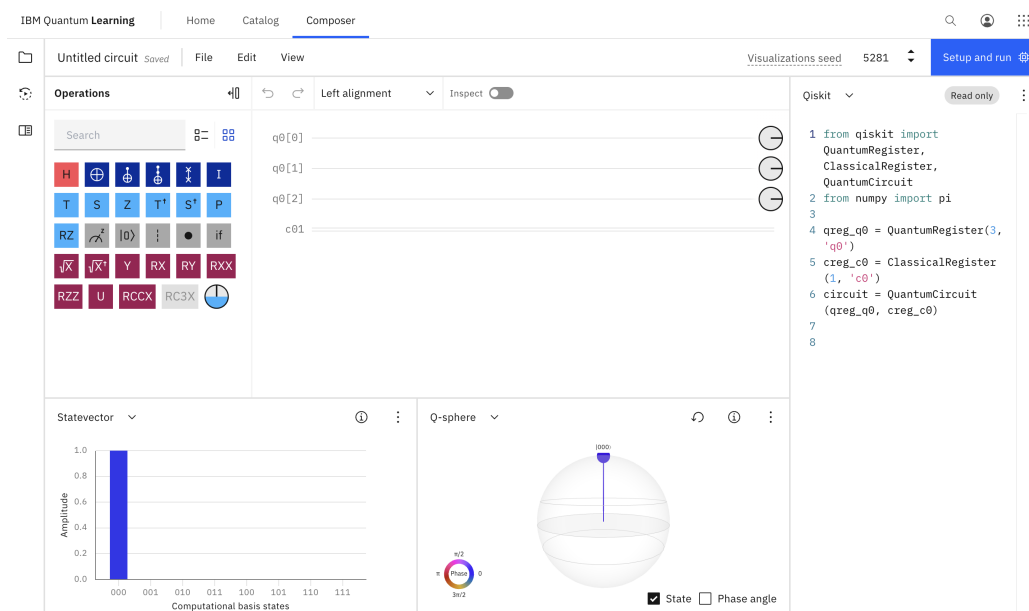 IBM Quantum Learning Home Catalog Composer
Untitled circuit Saved File Edit View Visualizations seed 5281 Setup and run
Operations
Left alignment Inspect
Search
H I
T S Z T† S† P
RZ z |0⟩ if
√X √X† Y RX RY RXX
RZZ U RCCX RC3X
q0[0]
q0[1]
q0[2]
c01
Qiskit Read only
1 from qiskit import
QuantumRegister,
ClassicalRegister,
QuantumCircuit
2 from numpy import pi
3
4 qreg_q0 = QuantumRegister(3,
'q0')
5 creg_c0 = ClassicalRegister
(1, 'c0')
6 circuit = QuantumCircuit
(qreg_q0, creg_c0)
7
8
Statevector
1.0
0.8
0.6
0.4
0.2
0.0
Amplitude
000 001 010 011 100 101 110 111
Computational basis states
Q-sphere
|000⟩
π/2
π Phase 0
3π/2
State Phase angle